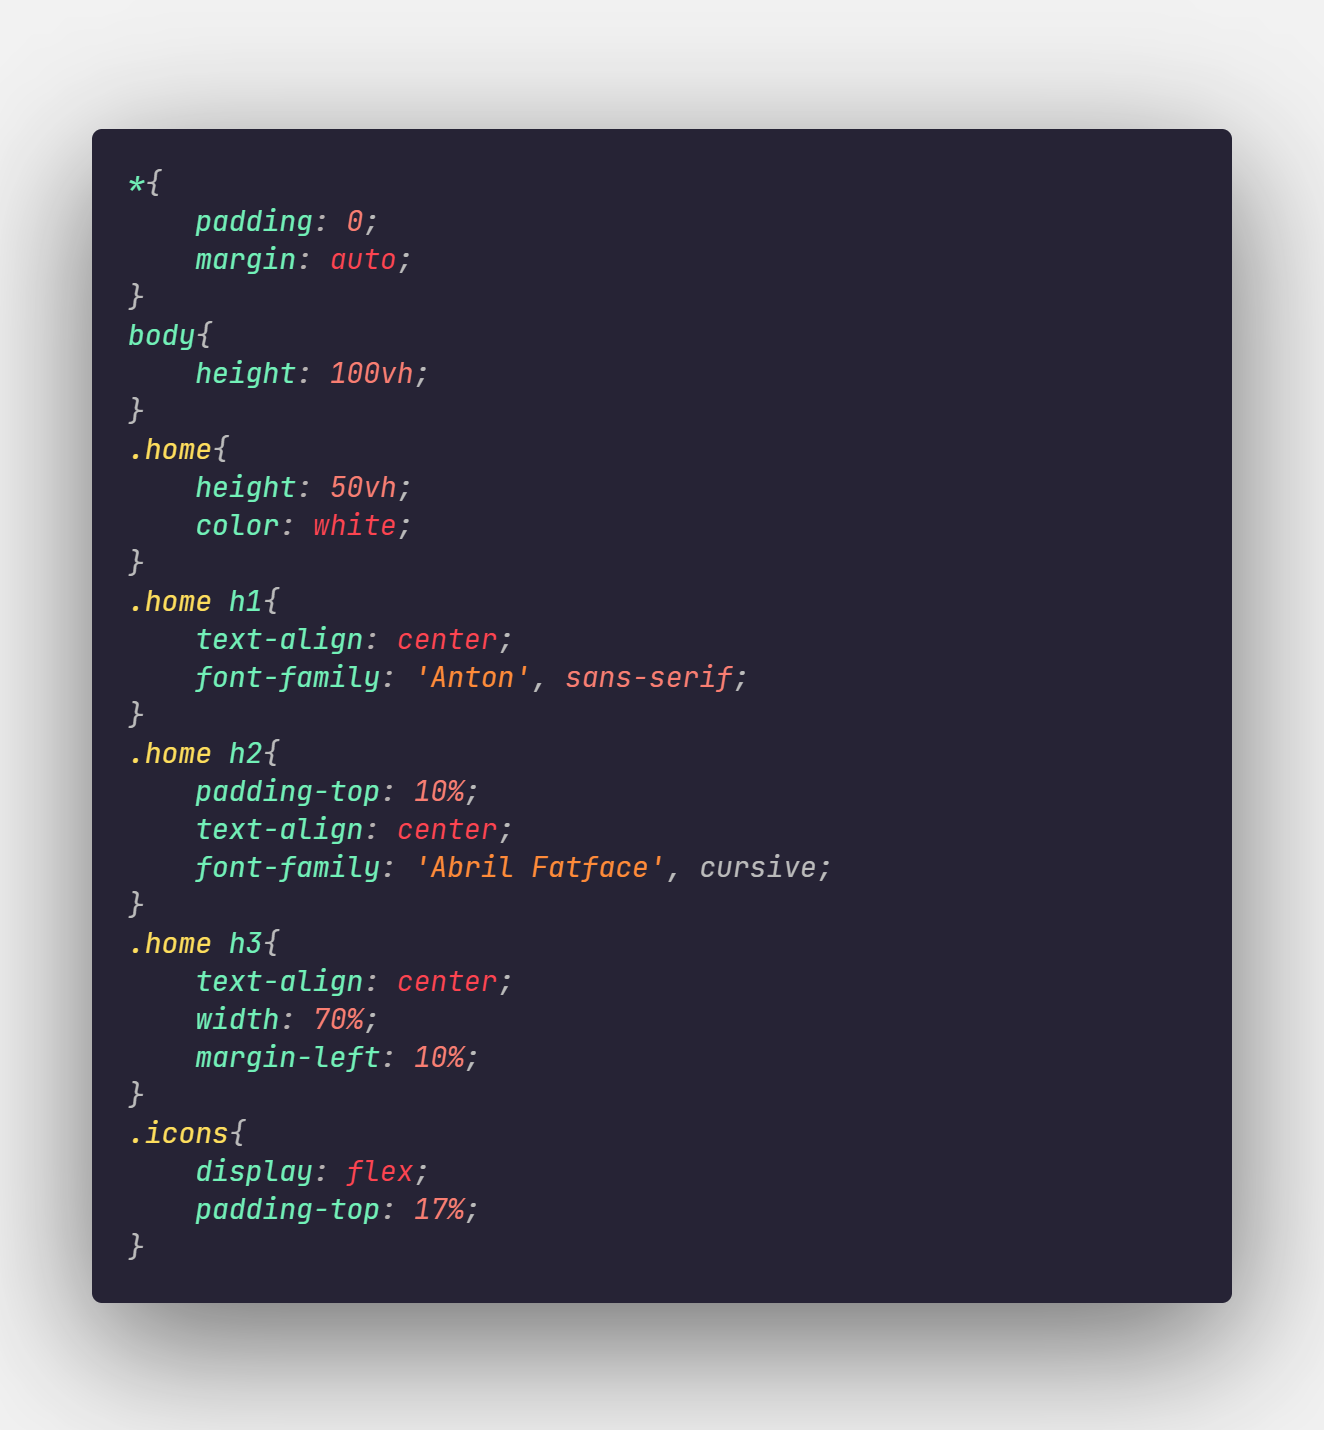 *{
    padding: 0;
    margin: auto;
}
body{
    height: 100vh;
}
.home{
    height: 50vh;
    color: white;
}
.home h1{
    text-align: center;
    font-family: 'Anton', sans-serif;
}
.home h2{
    padding-top: 10%;
    text-align: center;
    font-family: 'Abril Fatface', cursive;
}
.home h3{
    text-align: center;
    width: 70%;
    margin-left: 10%;
}
.icons{
    display: flex;
    padding-top: 17%;
}